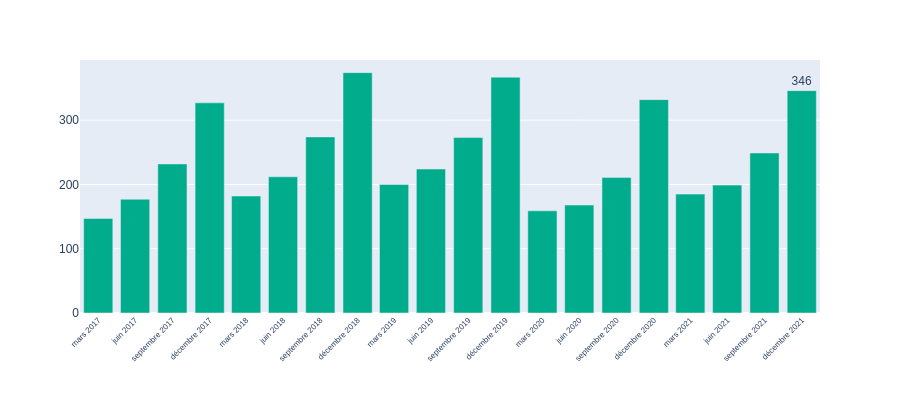 346
300
200
100
0
mars 2017
juin 2017
septembre 2017
décembre 2017
mars 2018
juin 2018
septembre 2018
décembre 2018
mars 2019
juin 2019
septembre 2019
décembre 2019
mars 2020
juin 2020
septembre 2020
décembre 2020
mars 2021
juin 2021
septembre 2021
décembre 2021